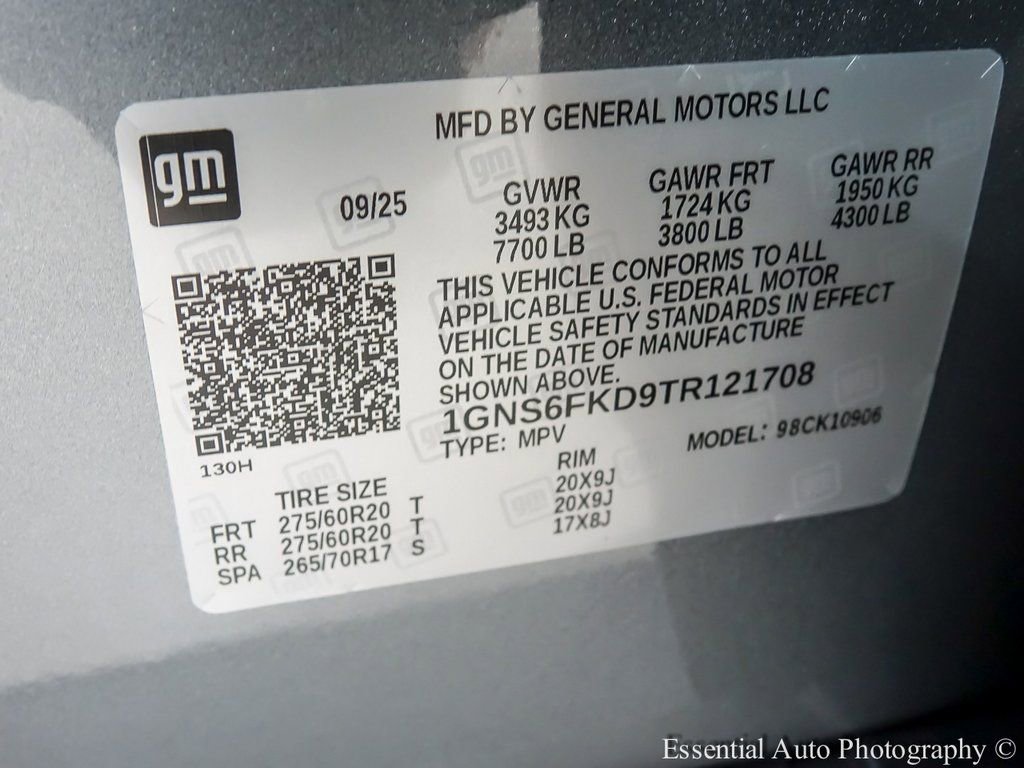 MFD BY GENERAL MOTORS LLC
gm
09/25
GVWR GAWR FRT GAWR RR
3493 KG 1724 KG 1950 KG
7700 LB 3800 LB 4300 LB
THIS VEHICLE CONFORMS TO ALL
APPLICABLE U.S. FEDERAL MOTOR
VEHICLE SAFETY STANDARDS IN EFFECT
ON THE DATE OF MANUFACTURE
SHOWN ABOVE.
1GNS6FKD9TR121708
TYPE: MPV MODEL: 98CK10906
130H
TIRE SIZE RIM
FRT 275/60R20 T 20X9J
RR 275/60R20 T 20X9J
SPA 265/70R17 S 17X8J
Essential Auto Photography ©